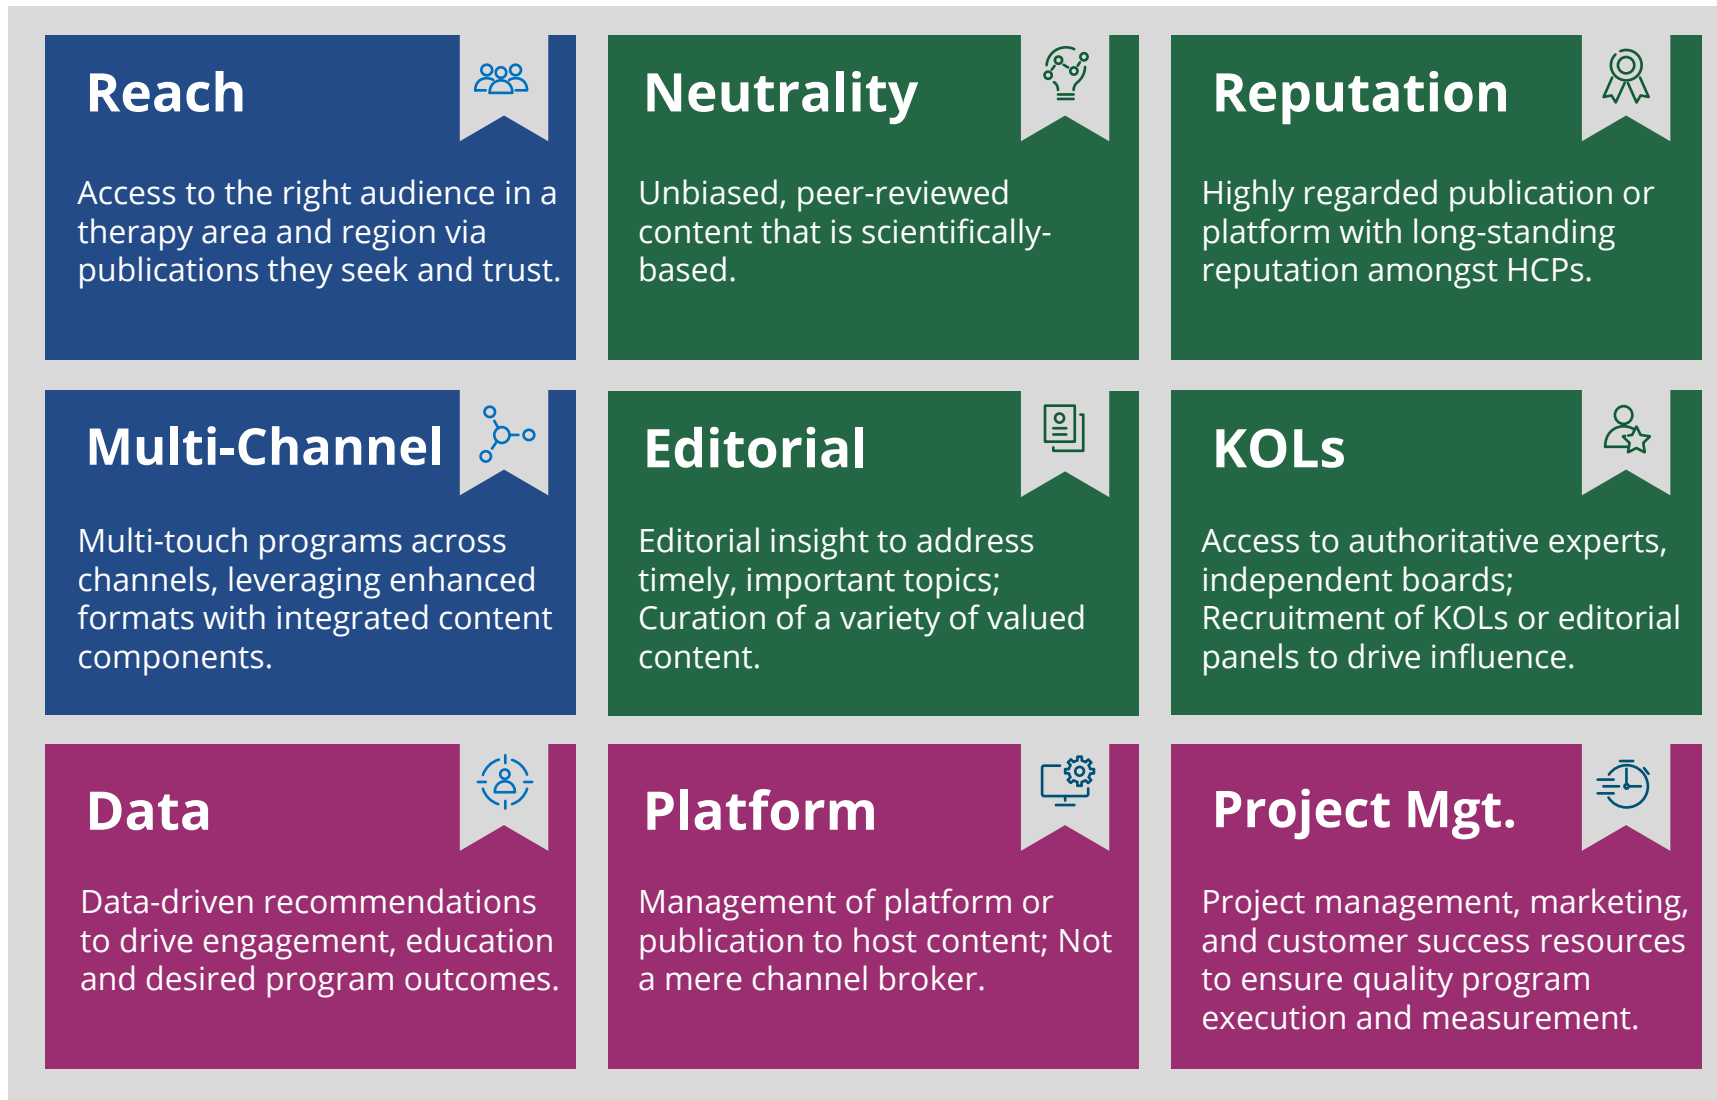 Reach
Access to the right audience in a
therapy area and region via
publications they seek and trust.
Neutrality
Unbiased, peer-reviewed
content that is scientifically-
based.
Reputation
Highly regarded publication or
platform with long-standing
reputation amongst HCPs.
Multi-Channel
Multi-touch programs across
channels, leveraging enhanced
formats with integrated content
components.
Editorial
Editorial insight to address
timely, important topics;
Curation of a variety of valued
content.
KOLs
Access to authoritative experts,
independent boards;
Recruitment of KOLs or editorial
panels to drive influence.
Data
Data-driven recommendations
to drive engagement, education
and desired program outcomes.
Platform
Management of platform or
publication to host content; Not
a mere channel broker.
Project Mgt.
Project management, marketing,
and customer success resources
to ensure quality program
execution and measurement.